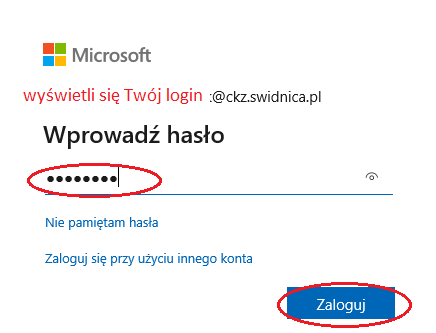 Microsoft
wyświetli się Twój login :@ckz.swidnica.pl
Wprowadź hasło
••••••••
Nie pamiętam hasła
Zaloguj się przy użyciu innego konta
Zaloguj